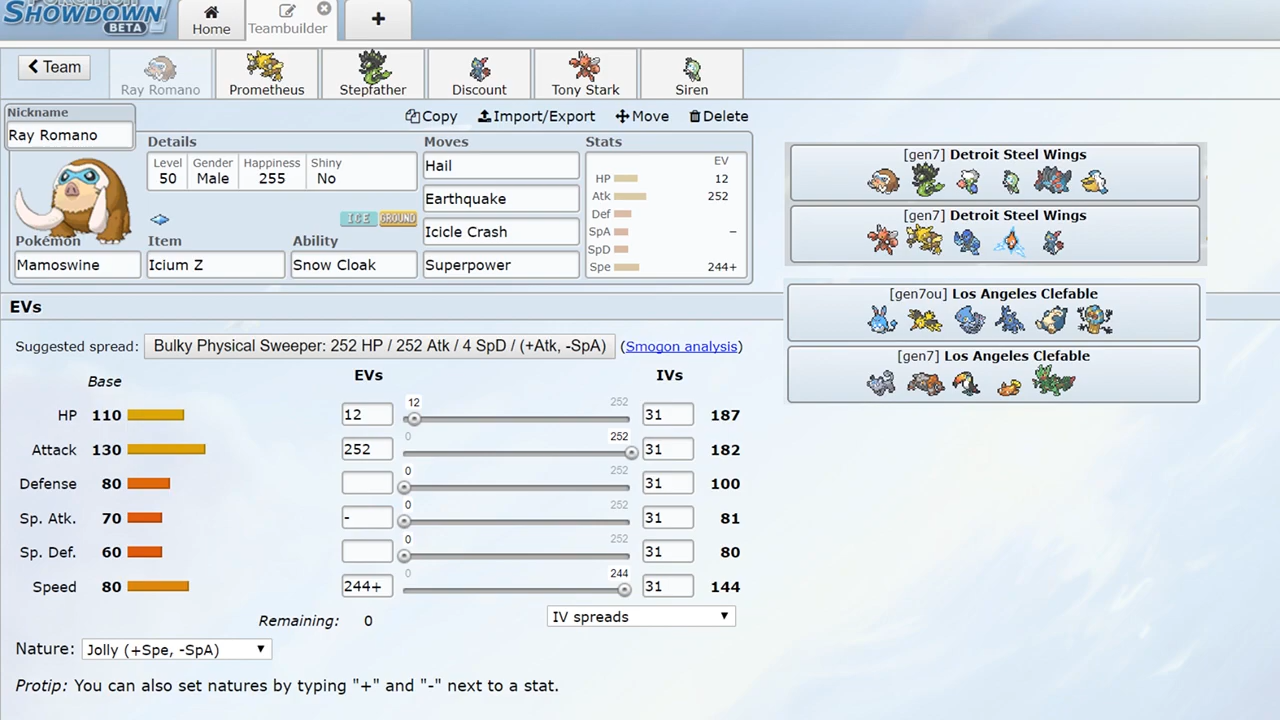 SHOWDOWN
BETA
Home
Teambuilder
+
Team
Ray Romano
Prometheus
Stepfather
Discount
Tony Stark
Siren
Nickname
Ray Romano
Copy Import/Export Move Delete
Details
Level Gender Happiness Shiny
50 Male 255 No
ICE GROUND
Pokémon Item Ability
Mamoswine Icium Z Snow Cloak
Moves
Hail
Earthquake
Icicle Crash
Superpower
Stats
EV
HP 12
Atk 252
Def
SpA –
SpD
Spe 244+
[gen7] Detroit Steel Wings
[gen7] Detroit Steel Wings
[gen7ou] Los Angeles Clefable
[gen7] Los Angeles Clefable
EVs
Suggested spread: Bulky Physical Sweeper: 252 HP / 252 Atk / 4 SpD / (+Atk, -SpA) (Smogon analysis)
Base EVs IVs
HP 110 12 12 252 31 187
Attack 130 252 0 252 31 182
Defense 80 0 252 31 100
Sp. Atk. 70 - 0 252 31 81
Sp. Def. 60 0 252 31 80
Speed 80 244+ 0 244 31 144
Remaining: 0
IV spreads
Nature: Jolly (+Spe, -SpA)
Protip: You can also set natures by typing "+" and "-" next to a stat.